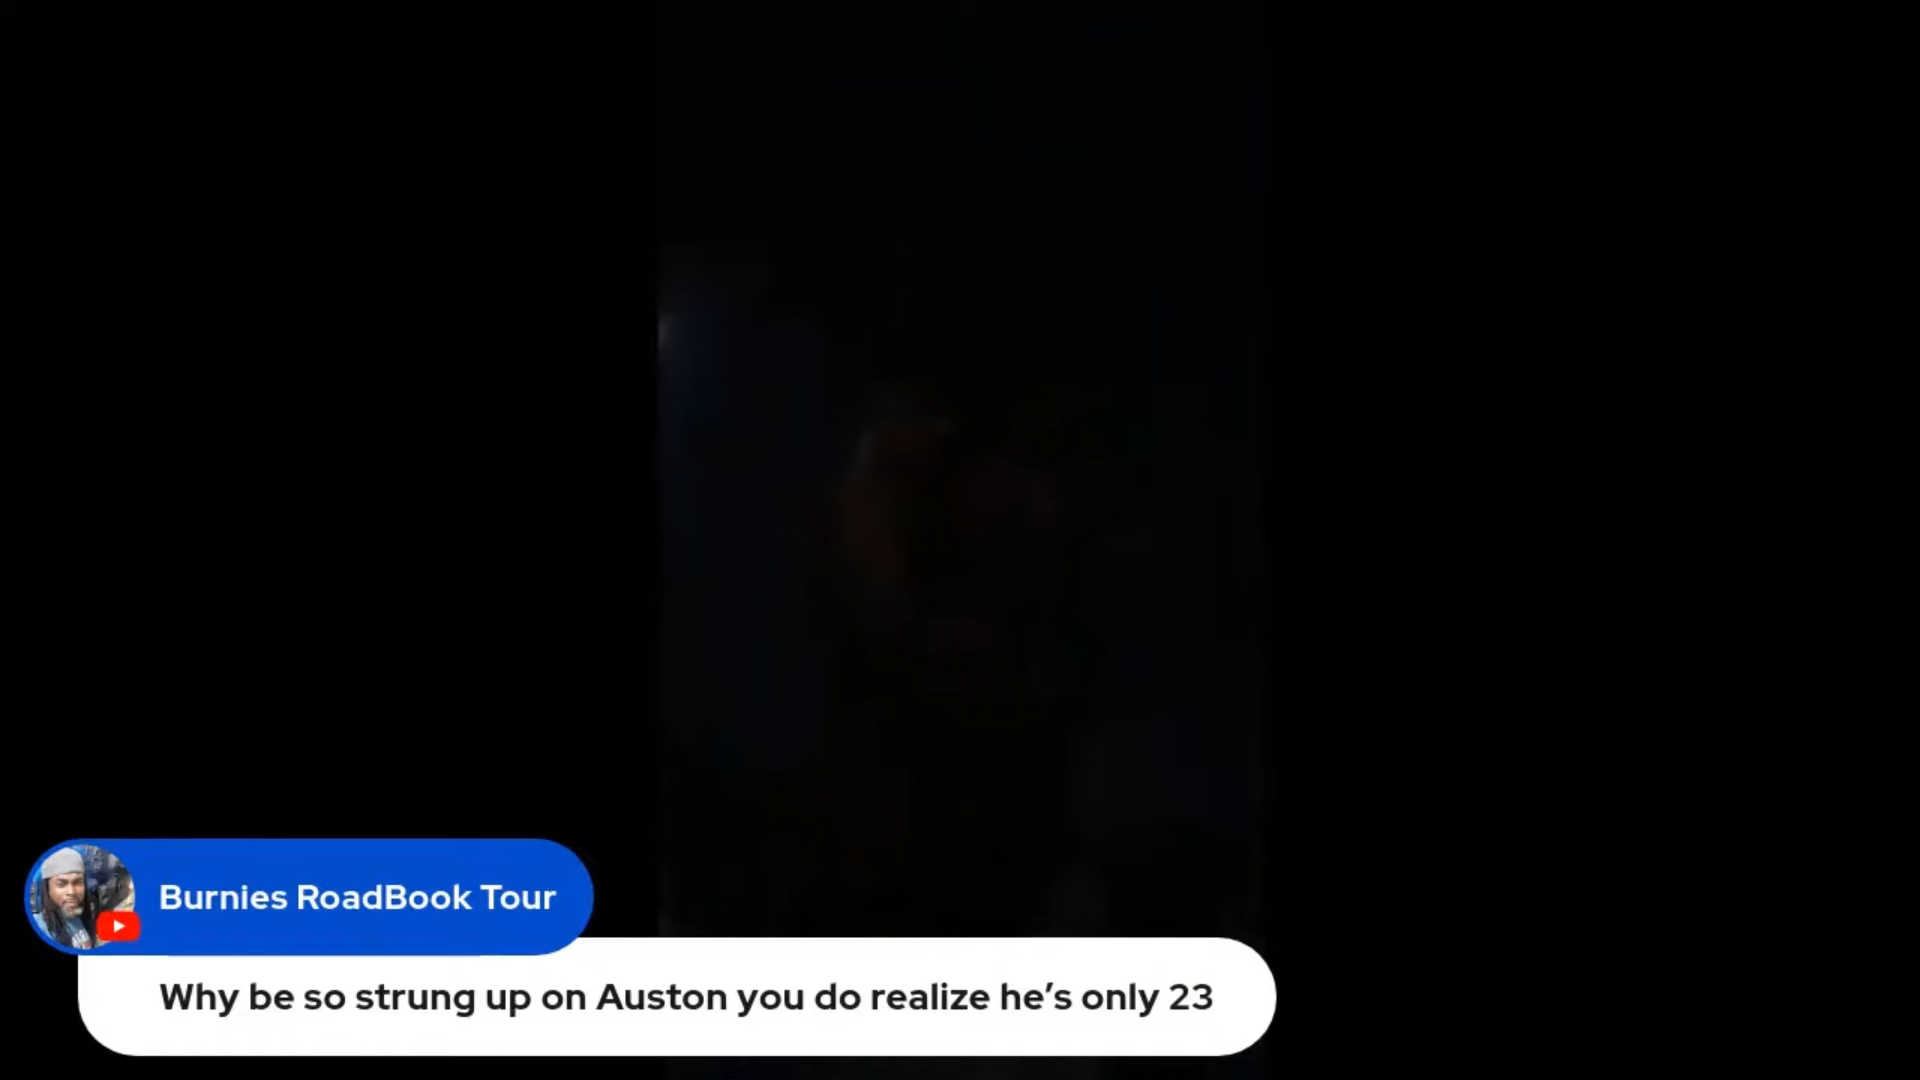 Burnies RoadBook Tour
Why be so strung up on Auston you do realize he’s only 23